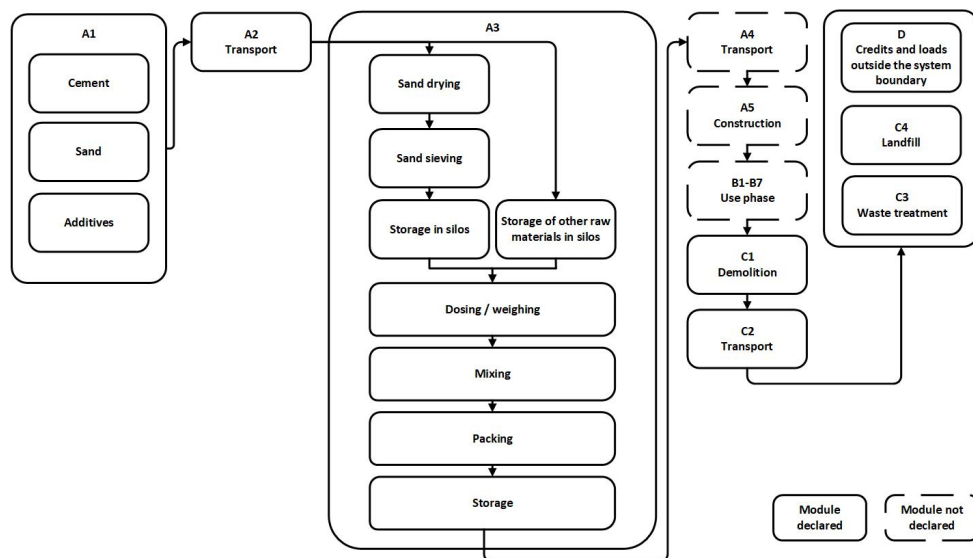 A1
Cement
Sand
Additives
A2
Transport
A3
Sand drying
Sand sieving
Storage in silos
Storage of other raw
materials in silos
Dosing / weighing
Mixing
Packing
Storage
A4
Transport
A5
Construction
B1-B7
Use phase
C1
Demolition
C2
Transport
D
Credits and loads
outside the system
boundary
C4
Landfill
C3
Waste treatment
Module
declared
Module not
declared